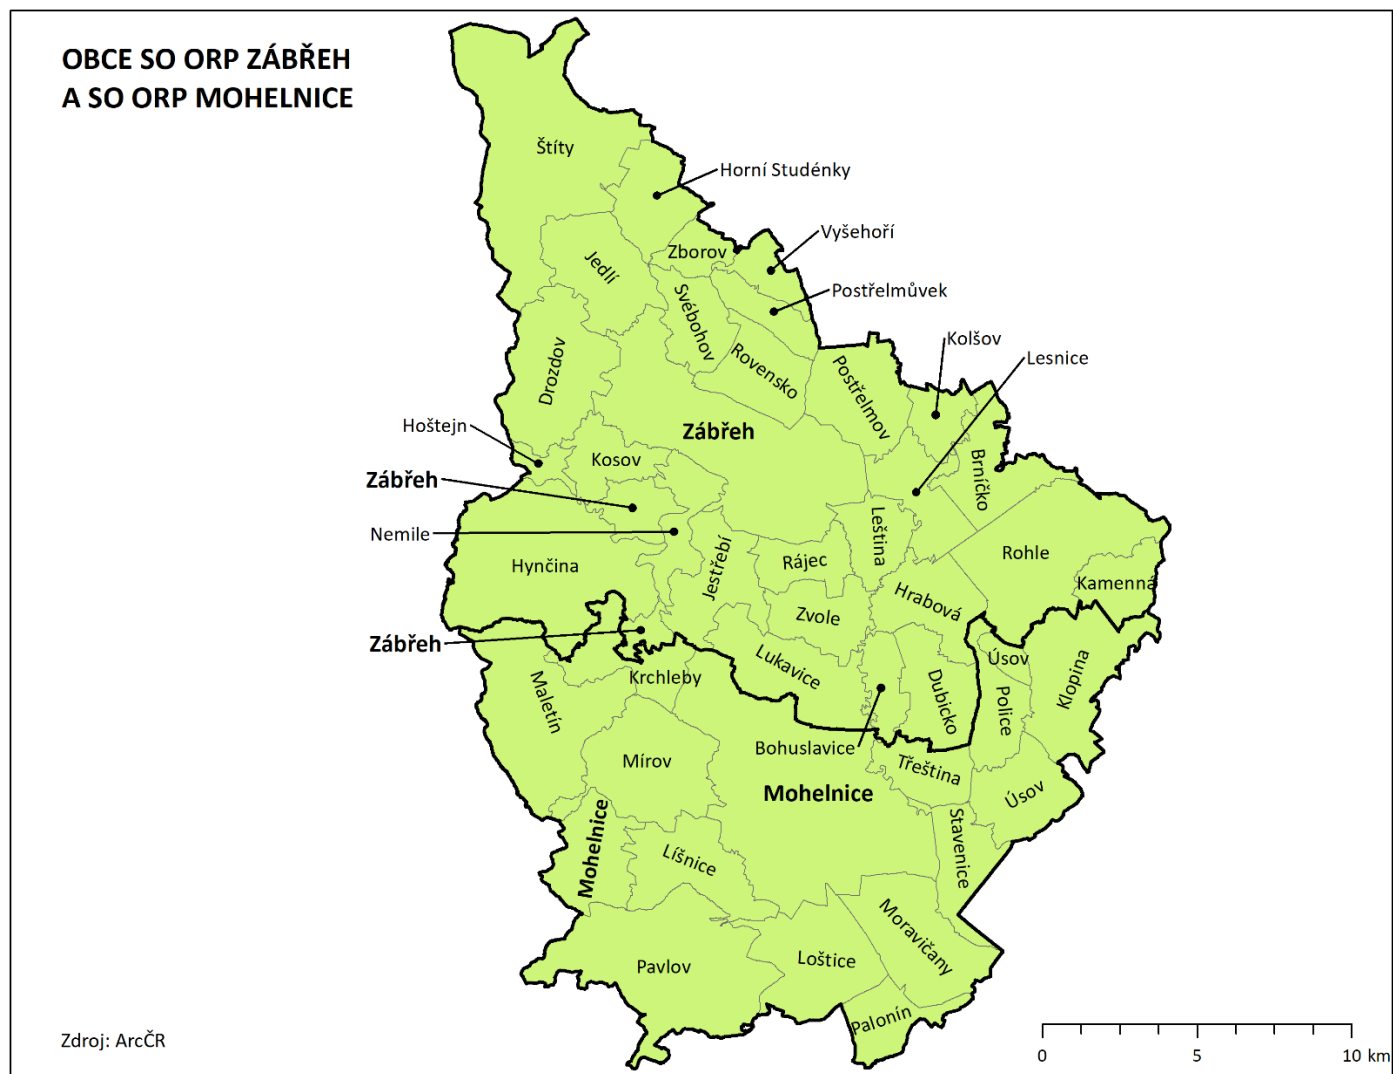 OBCE SO ORP ZÁBŘEH
A SO ORP MOHELNICE
Štíty
Horní Studénky
Vyšehoří
Zborov
Jedlí
Postřelmůvek
Svébohov
Kolšov
Rovensko
Lesnice
Drozdov
Postřelmov
Hoštejn
Zábřeh
Kosov
Zábřeh
Brníčko
Nemile
Leština
Hynčina
Jestřebí
Rájec
Rohle
Kamenná
Zvole
Hrabová
Zábřeh
Lukavice
Úsov
Klopina
Krchleby
Maletín
Dubicko
Police
Bohuslavice
Mírov
Třeština
Mohelnice
Úsov
Mohelnice
Stavenice
Líšnice
Moravičany
Pavlov
Loštice
Palonín
Zdroj: ArcČR
0 5 10 km